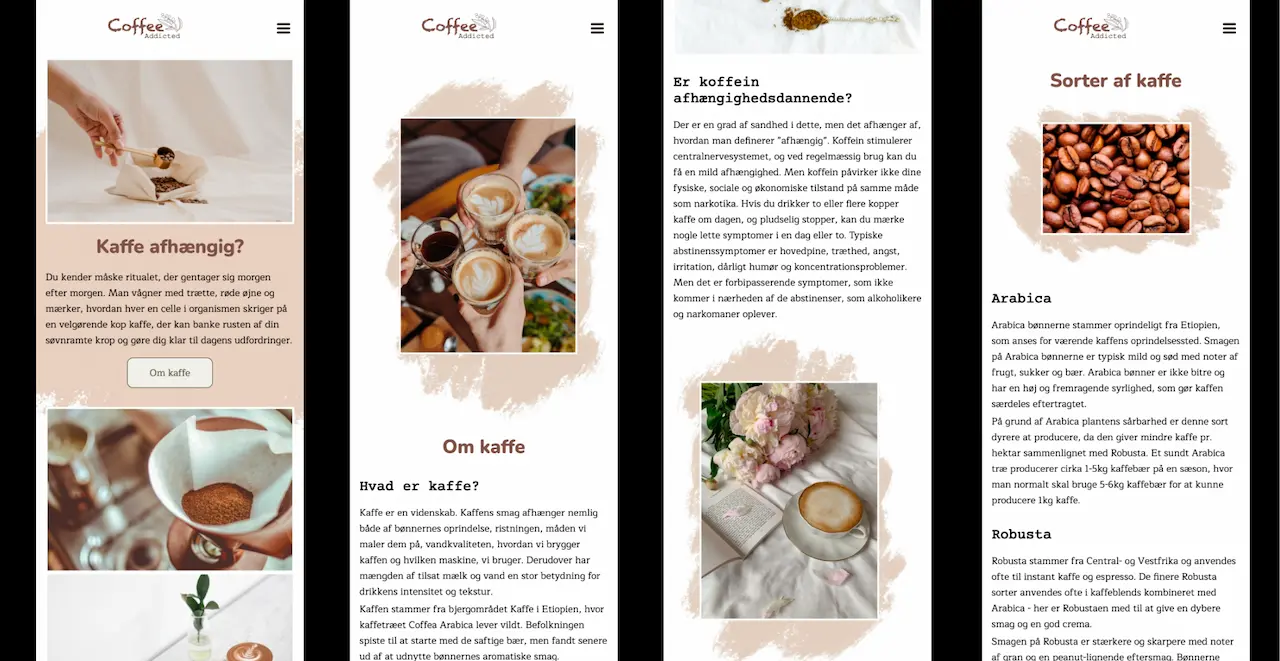 Coffee
Addicted
Kaffe afhængig?
Du kender måske ritualet, der gentager sig morgen
efter morgen. Man vågner med trætte, røde øjne og
mærker, hvordan hver en celle i organismen skriger på
en velgørende kop kaffe, der kan banke rusten af din
søvnramte krop og gøre dig klar til dagens udfordringer.
Om kaffe
Coffee
Addicted
Om kaffe
Hvad er kaffe?
Kaffe er en videnskab. Kaffens smag afhænger nemlig
både af bønnernes oprindelse, ristningen, måden vi
maler dem på, vandkvaliteten, hvordan vi brygger
kaffen og hvilken maskine, vi bruger. Derudover har
mængden af tilsat mælk og vand en stor betydning for
drikkens intensitet og tekstur.
Kaffen stammer fra bjergområdet Kaffe i Etiopien, hvor
kaffetræet Coffea Arabica lever vildt. Befolkningen
spiste til at starte med de saftige bær, men fandt senere
ud af at udnytte bønnernes aromatiske smag.
Er koffein
afhængighedsdannende?
Der er en grad af sandhed i dette, men det afhænger af,
hvordan man definerer "afhængig". Koffein stimulerer
centralnervesystemet, og ved regelmæssig brug kan du
få en mild afhængighed. Men koffein påvirker ikke dine
fysiske, sociale og økonomiske tilstand på samme måde
som narkotika. Hvis du drikker to eller flere kopper
kaffe om dagen, og pludselig stopper, kan du mærke
nogle lette symptomer i en dag eller to. Typiske
abstinenssymptomer er hovedpine, træthed, angst,
irritation, dårligt humør og koncentrationsproblemer.
Men det er forbipasserende symptomer, som ikke
kommer i nærheden af de abstinenser, som alkoholikere
og narkomaner oplever.
Coffee
Addicted
Sorter af kaffe
Arabica
Arabica bønnerne stammer oprindeligt fra Etiopien,
som anses for værende kaffens oprindelsessted. Smagen
på Arabica bønnerne er typisk mild og sød med noter af
frugt, sukker og bær. Arabica bønner er ikke bitre og
har en høj og fremragende syrlighed, som gør kaffen
særdeles eftertragtet.
På grund af Arabica plantens sårbarhed er denne sort
dyrere at producere, da den giver mindre kaffe pr.
hektar sammenlignet med Robusta. Et sundt Arabica
træ producerer cirka 1-5kg kaffebær på en sæson, hvor
man normalt skal bruge 5-6kg kaffebær for at kunne
producere 1kg kaffe.
Robusta
Robusta stammer fra Central- og Vestfrika og anvendes
ofte til instant kaffe og espresso. De finere Robusta
sorter anvendes ofte i kaffeblends kombineret med
Arabica - her er Robustaen med til at give en dybere
smag og en god crema.
Smagen på Robusta er stærkere og skarpere med noter
af gran og en peanut-lignende eftersmag. Bønnerne